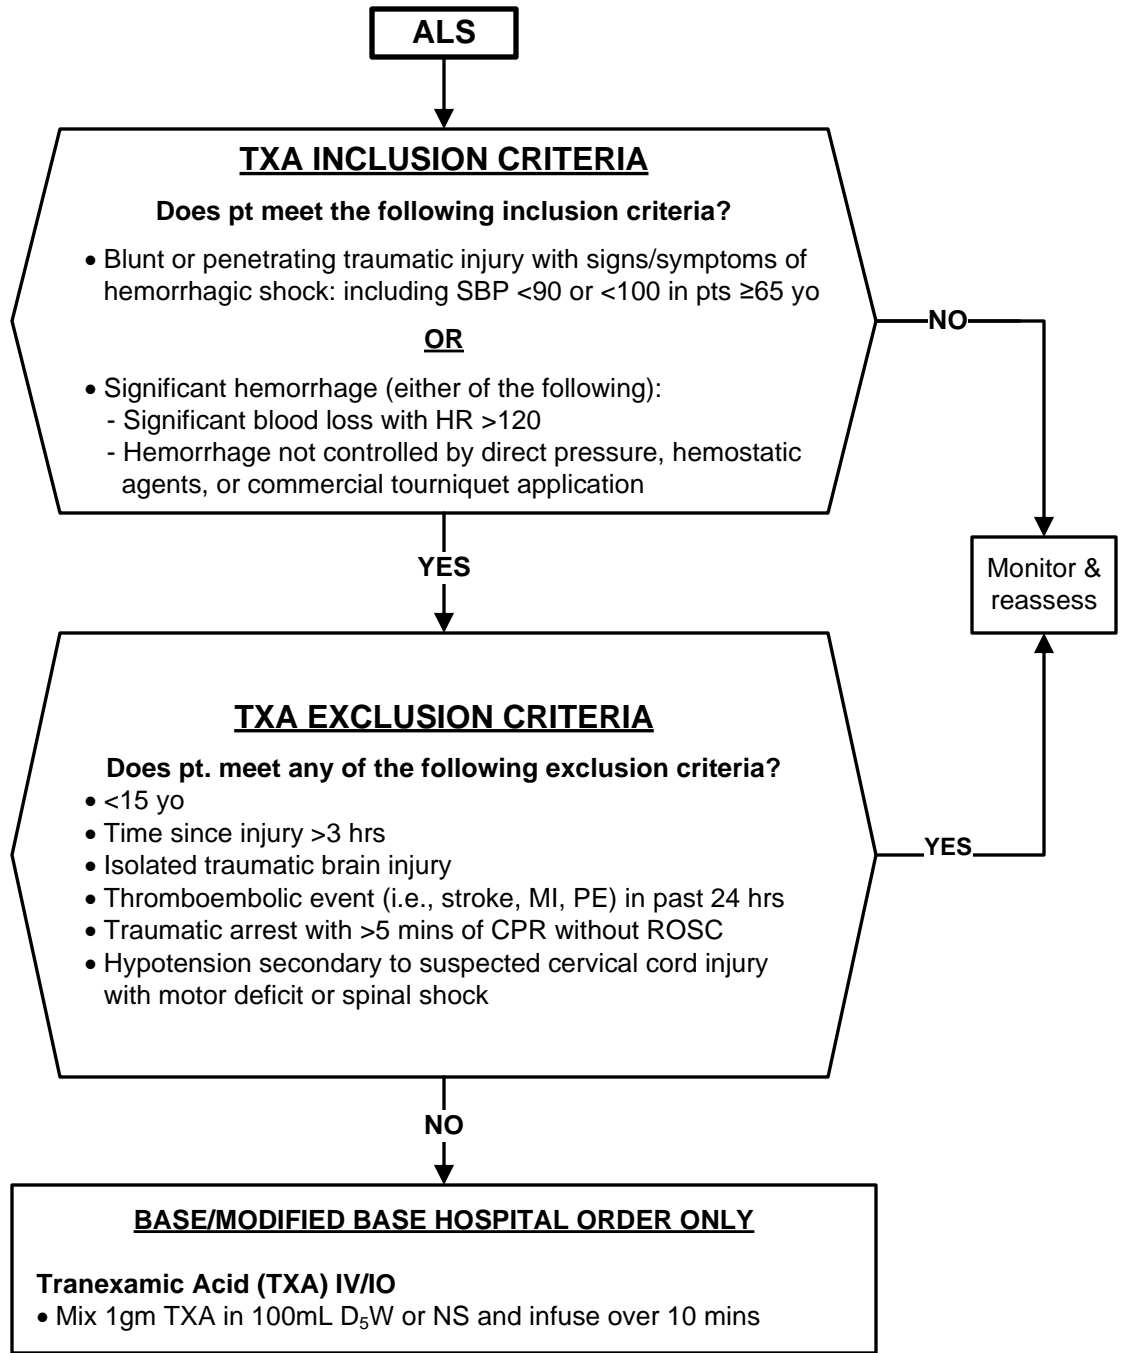 ALS
TXA INCLUSION CRITERIA
Does pt meet the following inclusion criteria?
• Blunt or penetrating traumatic injury with signs/symptoms of
hemorrhagic shock: including SBP <90 or <100 in pts ≥65 yo
OR
• Significant hemorrhage (either of the following):
- Significant blood loss with HR >120
- Hemorrhage not controlled by direct pressure, hemostatic
agents, or commercial tourniquet application
NO
YES
Monitor &
reassess
TXA EXCLUSION CRITERIA
Does pt. meet any of the following exclusion criteria?
• <15 yo
• Time since injury >3 hrs
• Isolated traumatic brain injury
• Thromboembolic event (i.e., stroke, MI, PE) in past 24 hrs
• Traumatic arrest with >5 mins of CPR without ROSC
• Hypotension secondary to suspected cervical cord injury
with motor deficit or spinal shock
YES
NO
BASE/MODIFIED BASE HOSPITAL ORDER ONLY
Tranexamic Acid (TXA) IV/IO
• Mix 1gm TXA in 100mL D₅W or NS and infuse over 10 mins